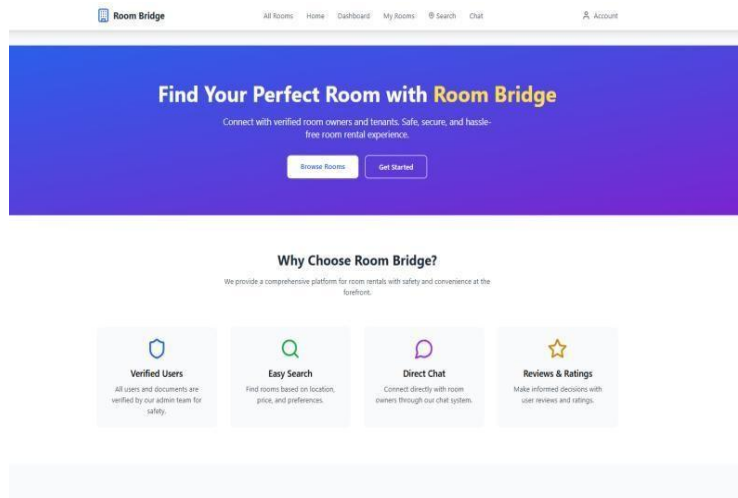 Room Bridge
All Rooms Home Dashboard My Rooms Search Chat
Account
Find Your Perfect Room with Room Bridge
Connect with verified room owners and tenants. Safe, secure, and hassle-
free room rental experience.
Browse Rooms Get Started
Why Choose Room Bridge?
We provide a comprehensive platform for room rentals with safety and convenience at the
forefront.
Verified Users
All users and documents are
verified by our admin team for
safety.
Easy Search
Find rooms based on location,
price, and preferences.
Direct Chat
Connect directly with room
owners through our chat system.
Reviews & Ratings
Make informed decisions with
user reviews and ratings.